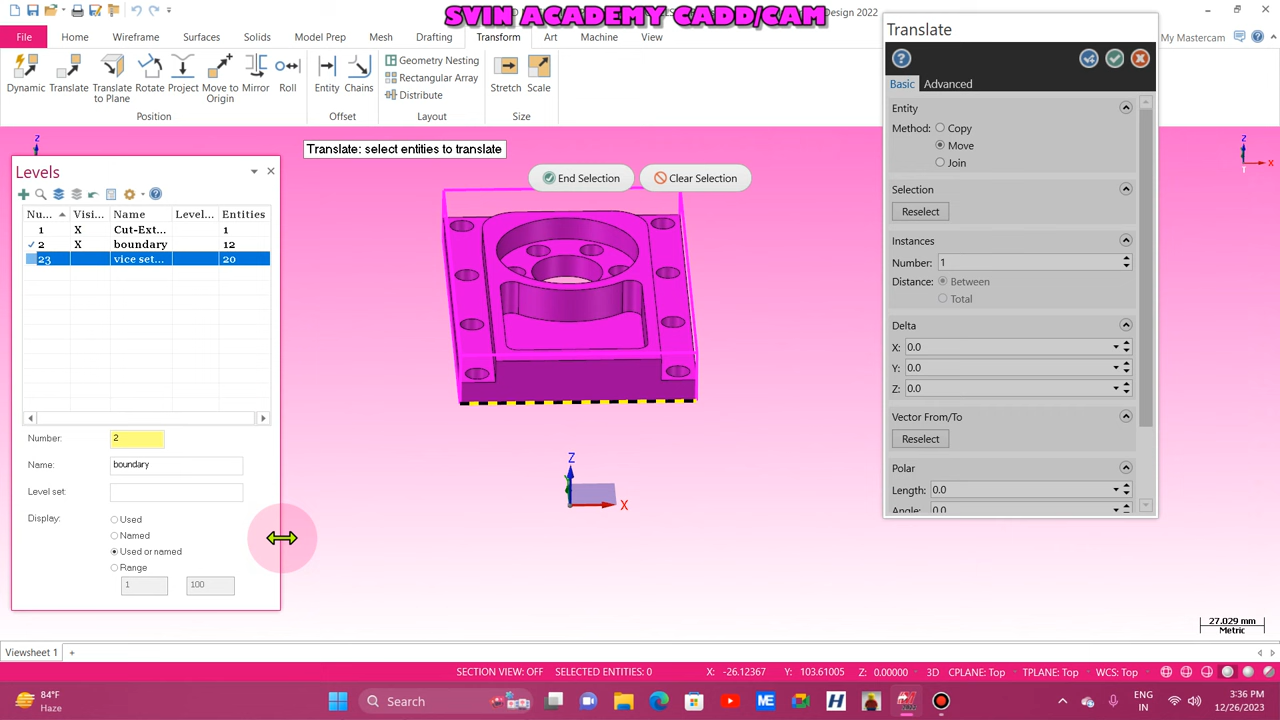 SVIN ACADEMY CADD/CAM
Design 2022
File
Home
Wireframe
Surfaces
Solids
Model Prep
Mesh
Drafting
Transform
Art
Machine
View
My Mastercam
Dynamic
Translate
Translate to Plane
Rotate
Project
Move to Origin
Mirror
Roll
Entity
Chains
Geometry Nesting
Rectangular Array
Distribute
Stretch
Scale
Position
Offset
Layout
Size
Translate: select entities to translate
End Selection
Clear Selection
Levels
Nu... Visi... Name Level... Entities
1 X Cut-Ext... 1
2 X boundary 12
23 vice set... 20
Number: 2
Name: boundary
Level set:
Display:
Used
Named
Used or named
Range
1 100
Translate
Basic Advanced
Entity
Method: Copy
Move
Join
Selection
Reselect
Instances
Number: 1
Distance: Between
Total
Delta
X: 0.0
Y: 0.0
Z: 0.0
Vector From/To
Reselect
Polar
Length: 0.0
Angle: 0.0
Z
X
Z
X
Z
27.029 mm
Metric
Viewsheet 1 +
SECTION VIEW: OFF SELECTED ENTITIES: 0 X: -26.12367 Y: 103.61005 Z: 0.00000 3D CPLANE: Top TPLANE: Top WCS: Top
84°F
Haze
Search
ME
H
ENG
IN
3:36 PM
12/26/2023